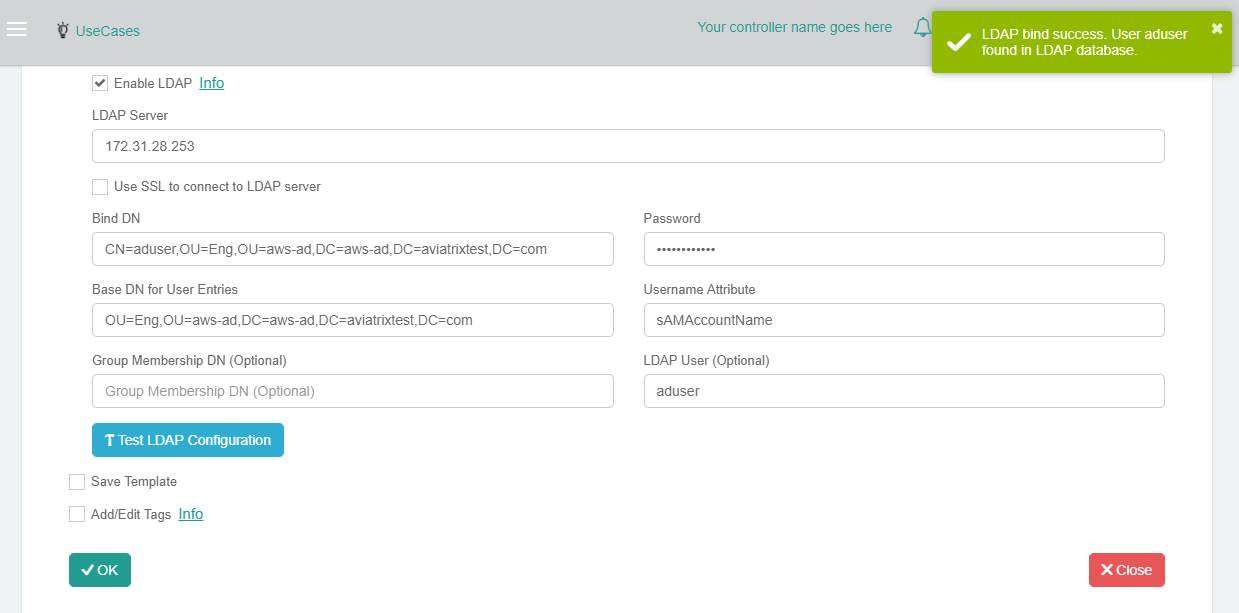 UseCases
Your controller name goes here
LDAP bind success. User aduser
found in LDAP database.
Enable LDAP Info
LDAP Server
172.31.28.253
Use SSL to connect to LDAP server
Bind DN
Password
CN=aduser,OU=Eng,OU=aws-ad,DC=aws-ad,DC=aviatrixtest,DC=com
••••••••••••
Base DN for User Entries
Username Attribute
OU=Eng,OU=aws-ad,DC=aws-ad,DC=aviatrixtest,DC=com
sAMAccountName
Group Membership DN (Optional)
LDAP User (Optional)
Group Membership DN (Optional)
aduser
Test LDAP Configuration
Save Template
Add/Edit Tags Info
OK
Close